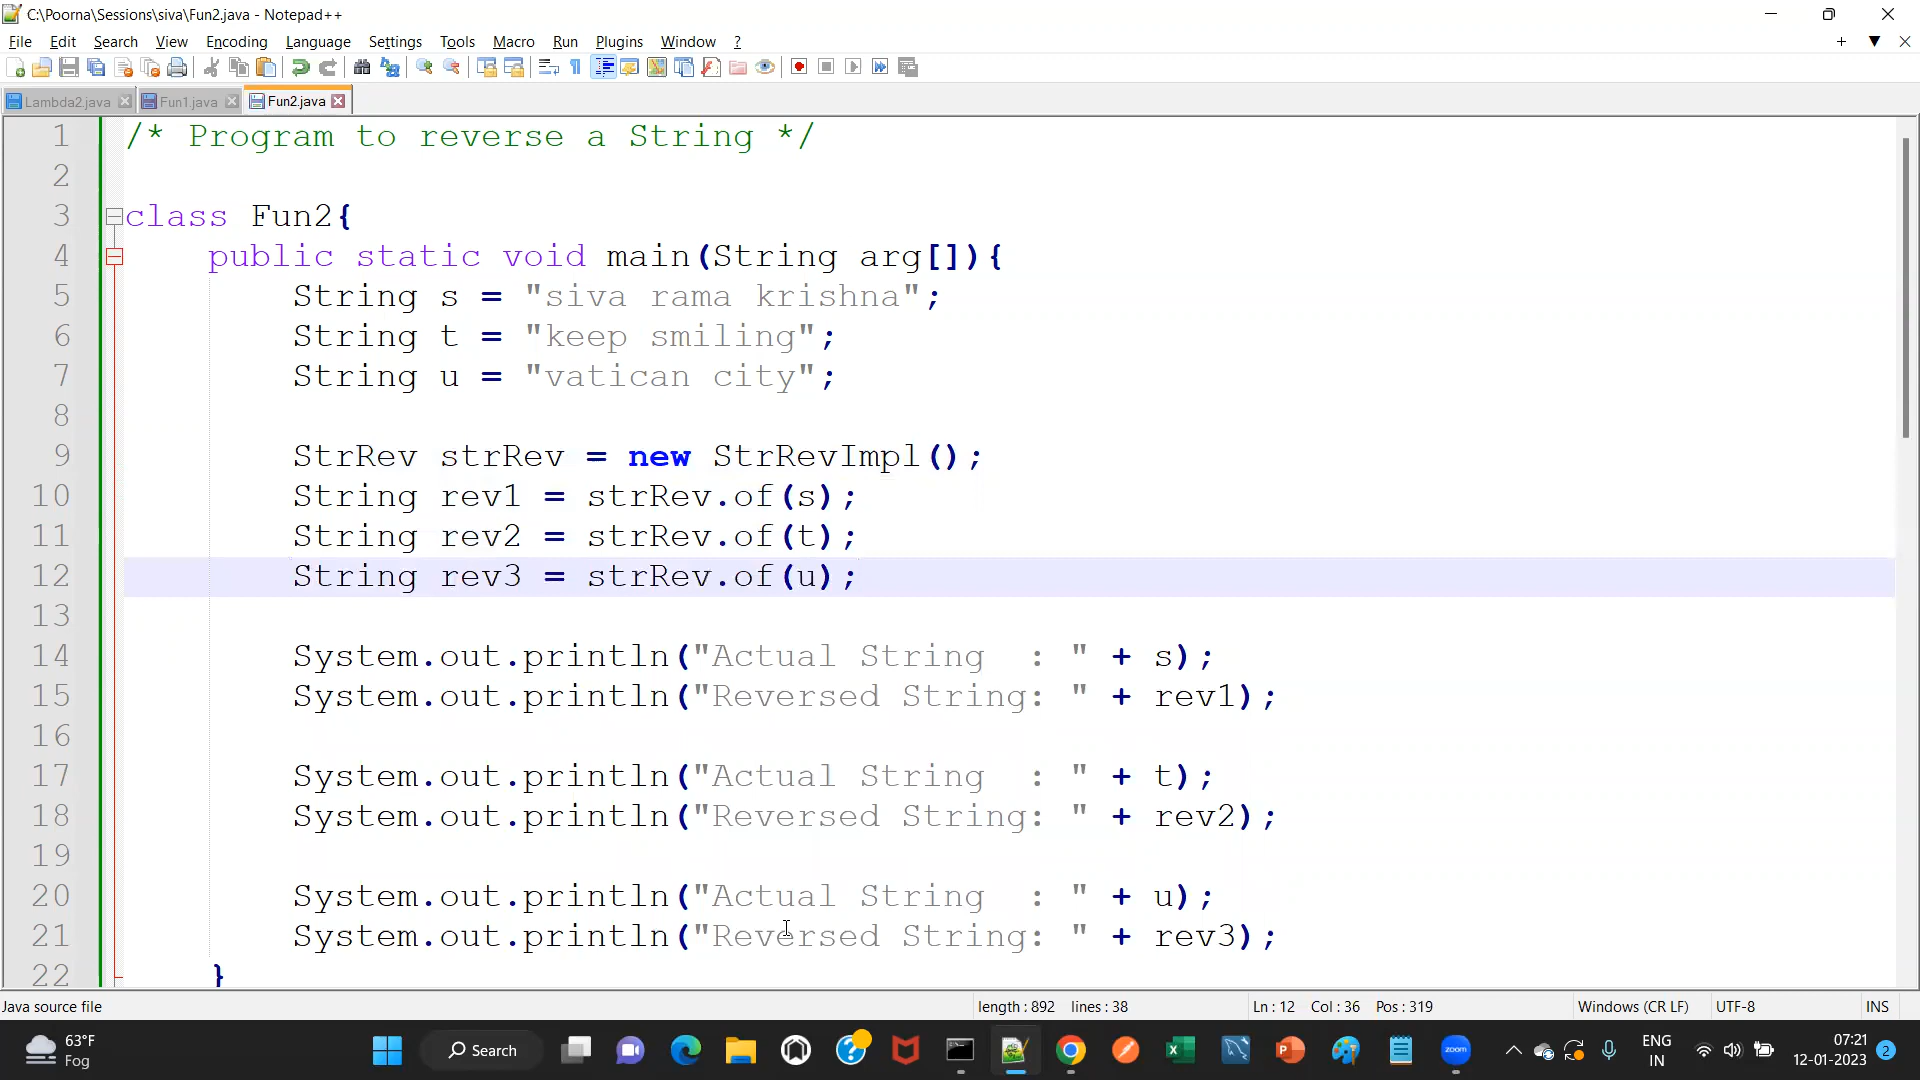 C:\Poorna\Sessions\siva\Fun2.java - Notepad++
File Edit Search View Encoding Language Settings Tools Macro Run Plugins Window ?
Lambda2.java Fun1.java Fun2.java
1 /* Program to reverse a String */
2
3 class Fun2{
4 public static void main(String arg[]){
5 String s = "siva rama krishna";
6 String t = "keep smiling";
7 String u = "vatican city";
8
9 StrRev strRev = new StrRevImpl();
10 String rev1 = strRev.of(s);
11 String rev2 = strRev.of(t);
12 String rev3 = strRev.of(u);
13
14 System.out.println("Actual String  : " + s);
15 System.out.println("Reversed String: " + rev1);
16
17 System.out.println("Actual String  : " + t);
18 System.out.println("Reversed String: " + rev2);
19
20 System.out.println("Actual String  : " + u);
21 System.out.println("Reversed String: " + rev3);
22 }
Java source file length : 892 lines : 38 Ln : 12 Col : 36 Pos : 319 Windows (CR LF) UTF-8 INS
63°F
Fog
Search
zoom
ENG
IN
07:21
12-01-2023
2